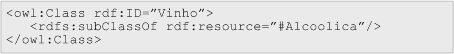 <owl:Class rdf:ID=”Vinho”>
<rdfs:subClassOf rdf:resource=”#Alcoolica”/>
</owl:Class>